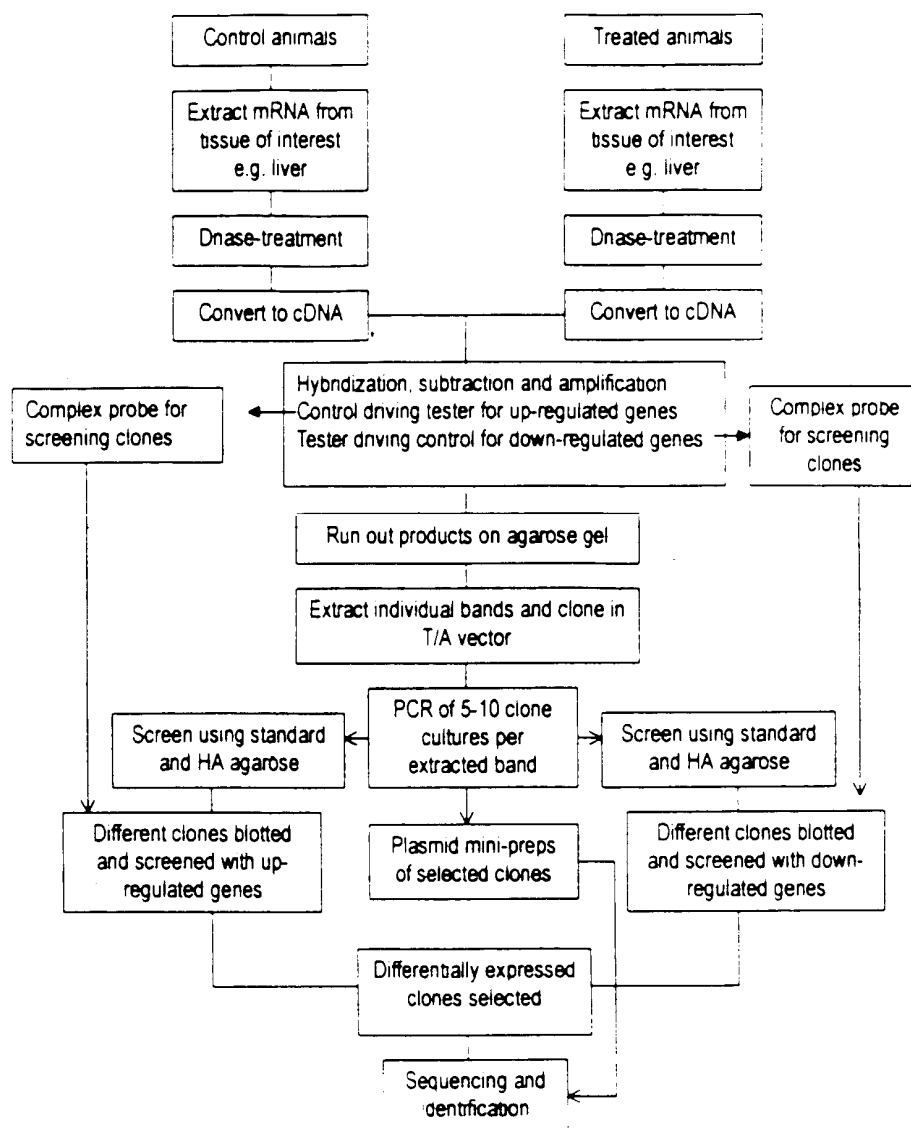 Control animals
Treated animals
Extract mRNA from
tissue of interest
e.g. liver
Extract mRNA from
tissue of interest
e.g. liver
Dnase-treatment
Dnase-treatment
Convert to cDNA
Convert to cDNA
Hybridization, subtraction and amplification
Control driving tester for up-regulated genes
Tester driving control for down-regulated genes
Complex probe for
screening clones
Complex probe
for screening
clones
Run out products on agarose gel
Extract individual bands and clone in
T/A vector
PCR of 5-10 clone
cultures per
extracted band
Screen using standard
and HA agarose
Screen using standard
and HA agarose
Different clones blotted
and screened with up-
regulated genes
Plasmid mini-preps
of selected clones
Different clones blotted
and screened with down-
regulated genes
Differentially expressed
clones selected
Sequencing and
identification